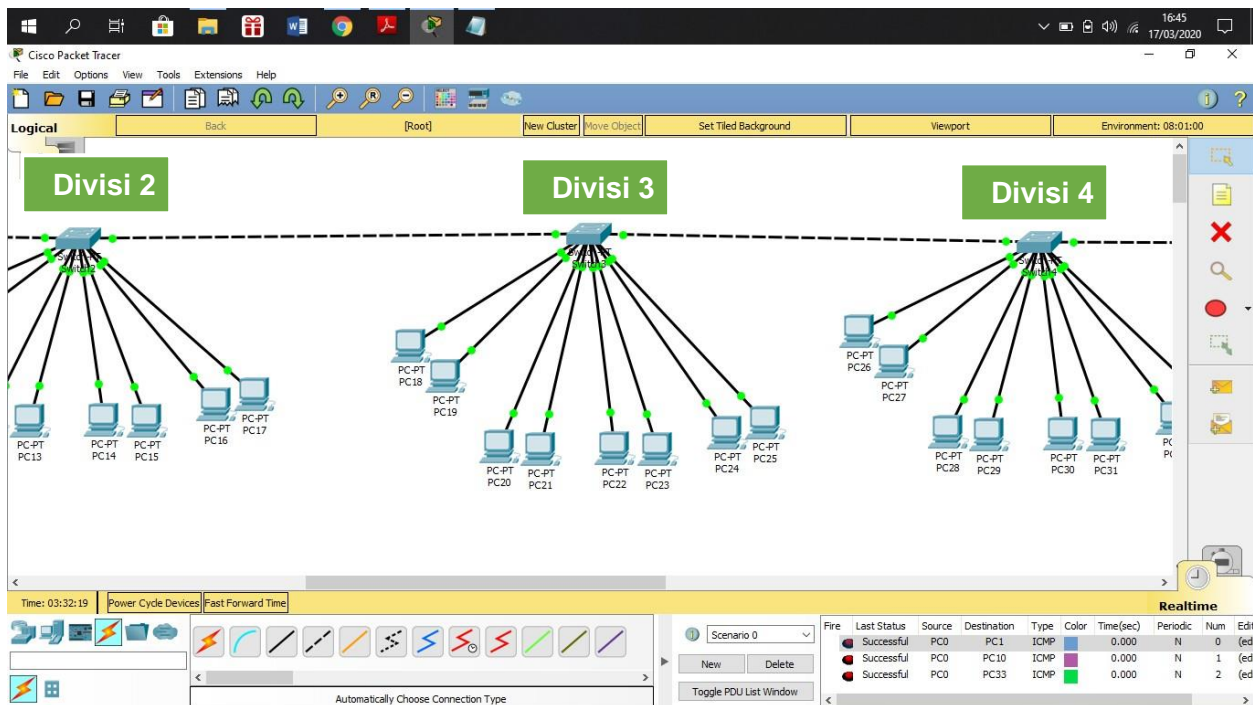 16:45
17/03/2020
Cisco Packet Tracer
File Edit Options View Tools Extensions Help
Logical Back [Root] New Cluster Move Object Set Tiled Background Viewport Environment: 08:01:00
Divisi 2 Divisi 3 Divisi 4
Switch2 Switch3 Switch4
PC-PT
PC13
PC-PT
PC14
PC-PT
PC15
PC-PT
PC16
PC-PT
PC17
PC-PT
PC18
PC-PT
PC19
PC-PT
PC20
PC-PT
PC21
PC-PT
PC22
PC-PT
PC23
PC-PT
PC24
PC-PT
PC25
PC-PT
PC26
PC-PT
PC27
PC-PT
PC28
PC-PT
PC29
PC-PT
PC30
PC-PT
PC31
Time: 03:32:19 Power Cycle Devices Fast Forward Time Realtime
Scenario 0
New Delete
Toggle PDU List Window
Automatically Choose Connection Type
Fire Last Status Source Destination Type Color Time(sec) Periodic Num Edit
Successful PC0 PC1 ICMP 0.000 N 0 (ed
Successful PC0 PC10 ICMP 0.000 N 1 (ed
Successful PC0 PC33 ICMP 0.000 N 2 (ed